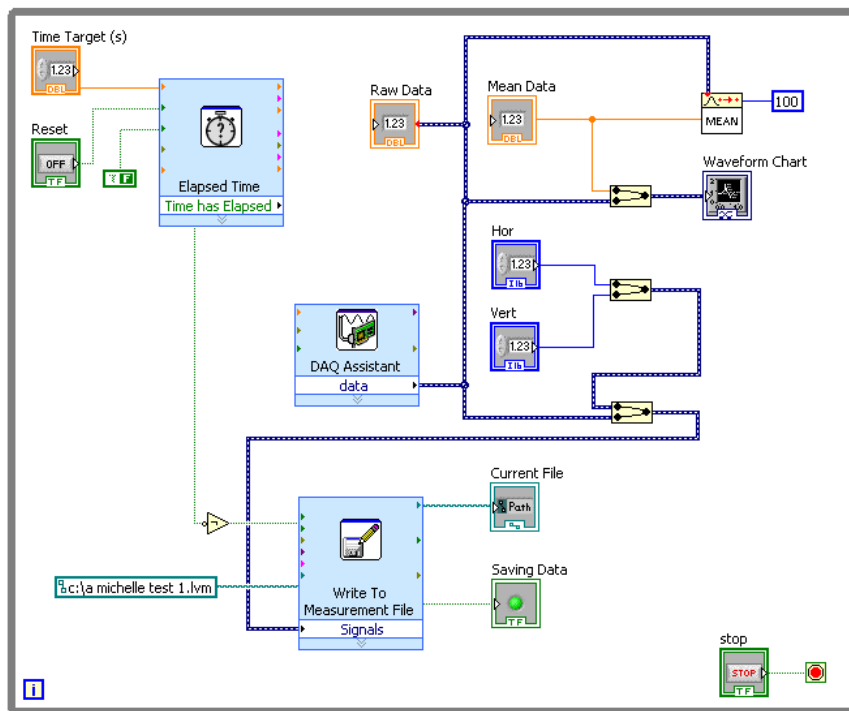 Time Target (s)
1.23
DBL
Reset
OFF
TF
F
?
Elapsed Time
Time has Elapsed
Raw Data
1.23
DBL
Mean Data
1.23
DBL
MEAN
100
Waveform Chart
Hor
1.23
I16
Vert
1.23
I16
DAQ Assistant
data
Current File
Path
c:\a michelle test 1.lvm
Write To
Measurement File
Signals
Saving Data
TF
stop
STOP
TF
i